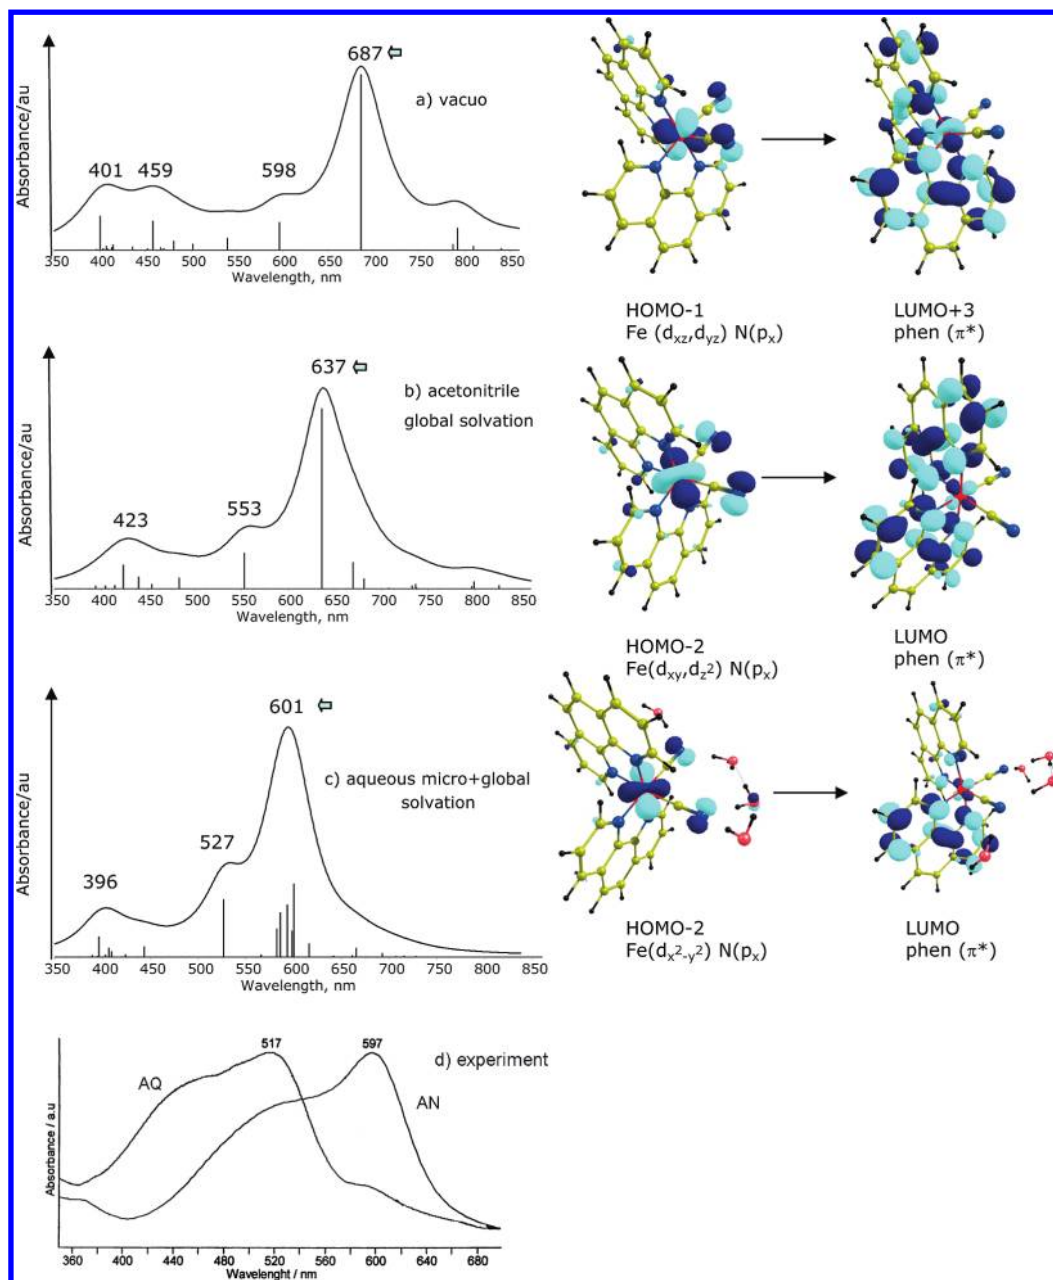 Absorbance/au
687
a) vacuo
401 459
598
350 400 450 500 550 600 650 700 750 800 850
Wavelength, nm
HOMO-1
Fe (dxz,dyz) N(px)
LUMO+3
phen (π*)
Absorbance/au
637
b) acetonitrile
global solvation
423
553
350 400 450 500 550 600 650 700 750 800 850
Wavelength, nm
HOMO-2
Fe(dxy,dz2) N(px)
LUMO
phen (π*)
Absorbance/au
601
c) aqueous micro+global
solvation
527
396
350 400 450 500 550 600 650 700 750 800 850
Wavelength, nm
HOMO-2
Fe(dx2-y2) N(px)
LUMO
phen (π*)
Absorbance / a.u
517
597
d) experiment
AQ
AN
360 400 440 480 520 560 600 640 680
Wavelenght / nm